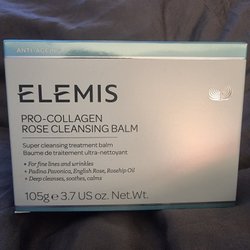 ANTI-AGEING
ELEMIS
PRO-COLLAGEN
ROSE CLEANSING BALM
Super cleansing treatment balm
Baume de traitement ultra-nettoyant
+ For fine lines and wrinkles
+ Padina Pavonica, English Rose, Rosehip Oil
+ Deep cleanses, soothes, calms
105g e 3.7 US oz. Net.Wt.